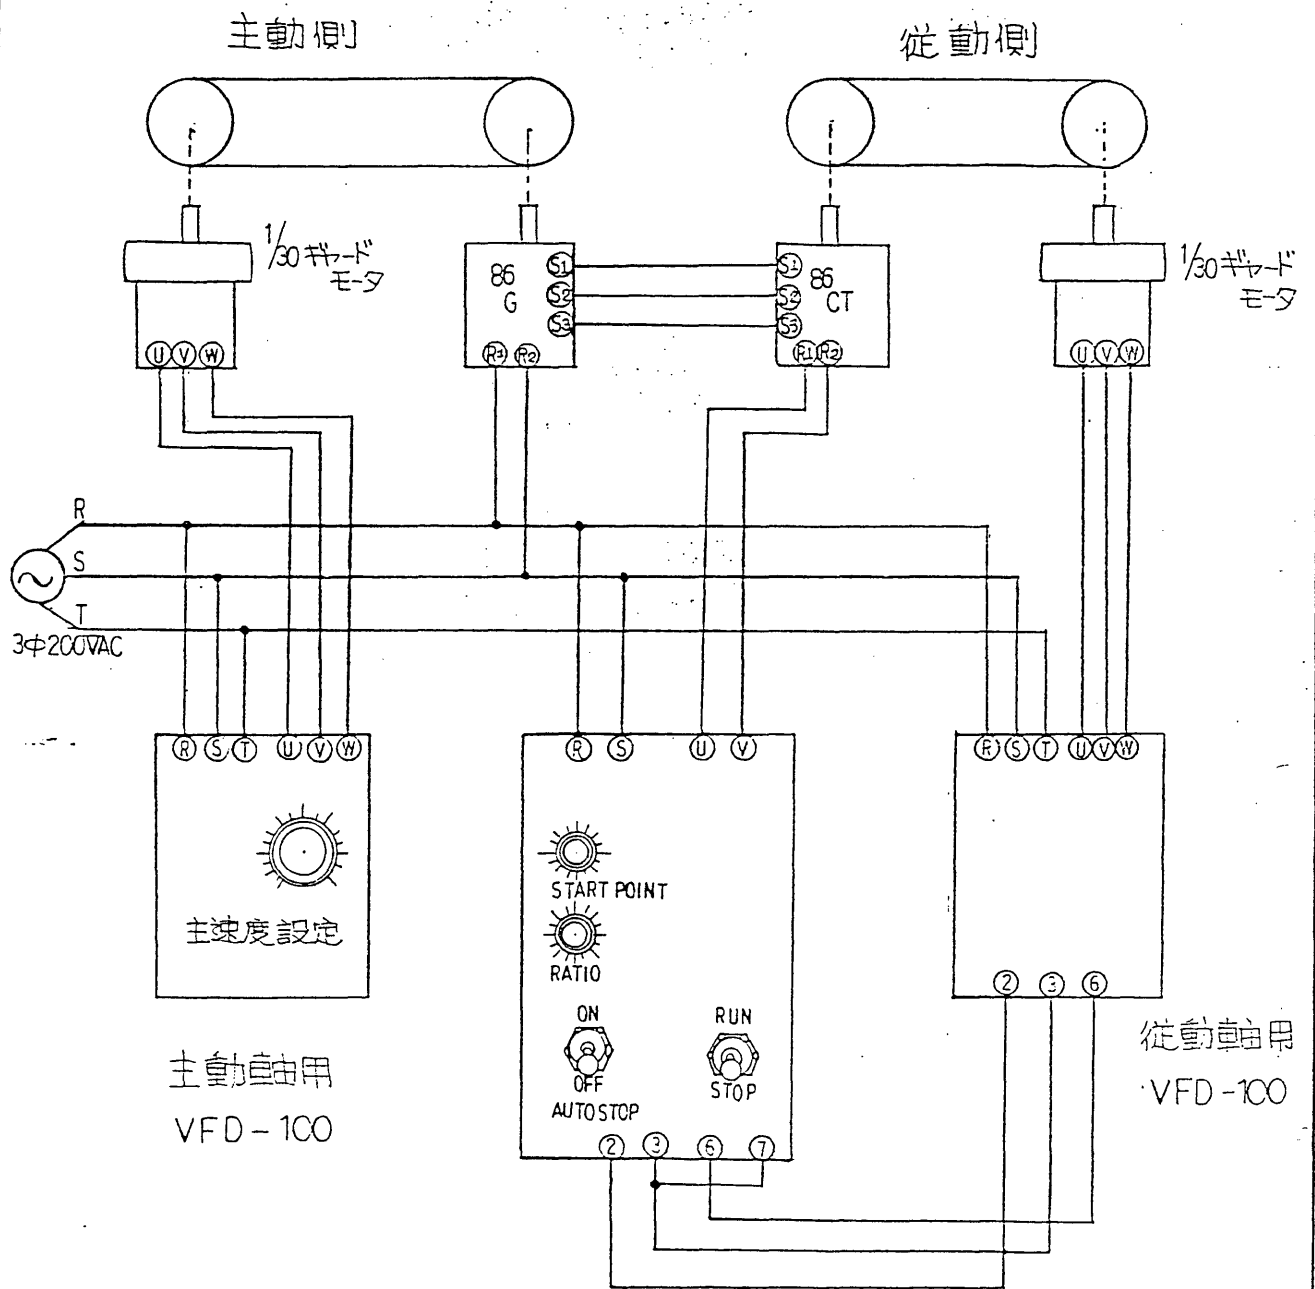 主動側
従動側
1/30ギヤード
モータ
86
G
S1
S2
S3
R1 R2
86
CT
S1
S2
S3
R1 R2
1/30ギヤード
モータ
U V W
U V W
R
S
T
3Φ200VAC
R S T U V W
主速度設定
主動軸用
VFD-100
R S U V
START POINT
RATIO
ON
OFF
AUTO STOP
RUN
STOP
2 3 6 7
R S T U V W
2 3 6
従動軸用
VFD-100